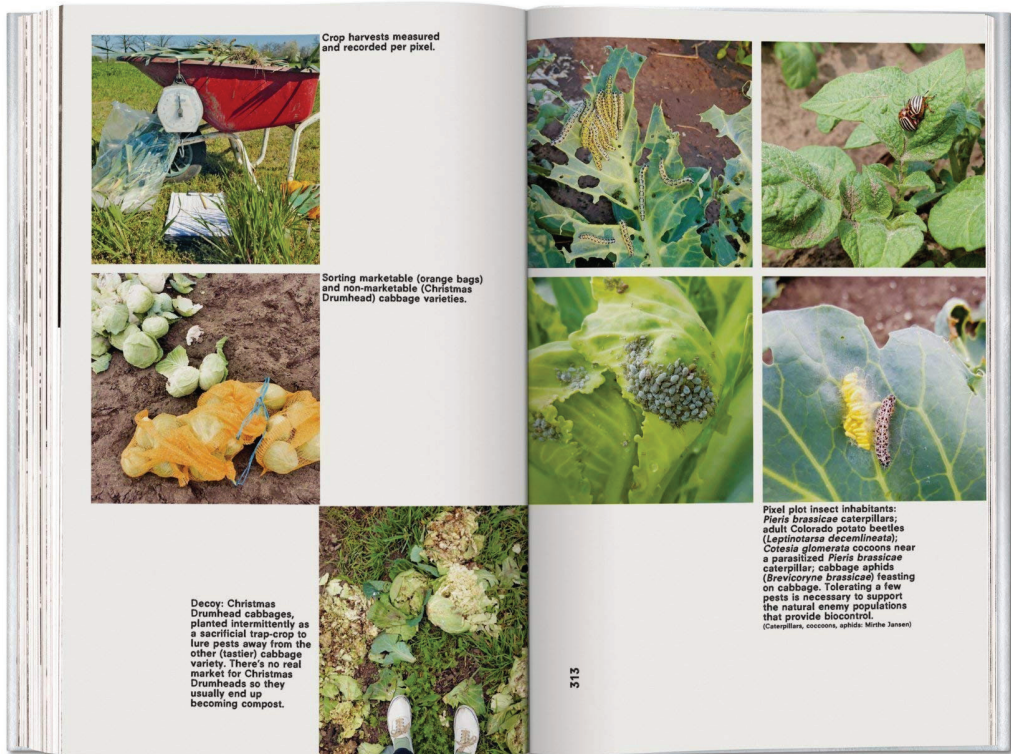 Crop harvests measured
and recorded per pixel.
Sorting marketable (orange bags)
and non-marketable (Christmas
Drumhead) cabbage varieties.
Decoy: Christmas
Drumhead cabbages,
planted intermittently as
a sacrificial trap-crop to
lure pests away from the
other (tastier) cabbage
variety. There's no real
market for Christmas
Drumheads so they
usually end up
becoming compost.
Pixel plot insect inhabitants:
Pieris brassicae caterpillars;
adult Colorado potato beetles
(Leptinotarsa decemlineata);
Cotesia glomerata cocoons near
a parasitized Pieris brassicae
caterpillar; cabbage aphids
(Brevicoryne brassicae) feasting
on cabbage. Tolerating a few
pests is necessary to support
the natural enemy populations
that provide biocontrol.
(Caterpillars, coccoons, aphids: Mirthe Jansen)
313